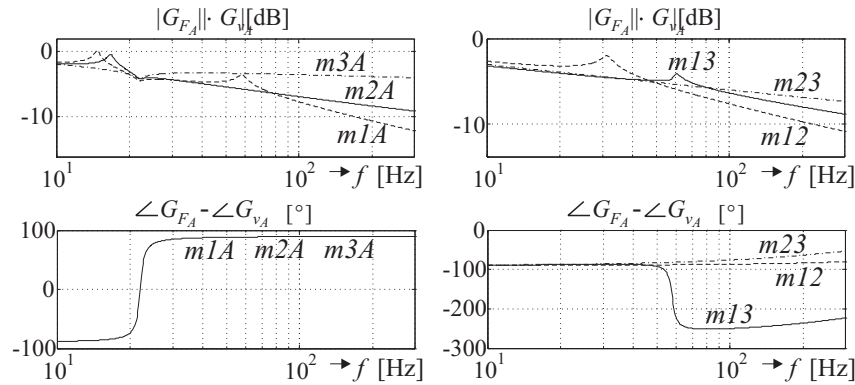 |G_{F_A}||· G_{v_A}|[dB]
0
-10
m3A
m2A
m1A
10^1
10^2
→ f [Hz]
|G_{F_A}||· G_{v_A}|[dB]
0
-5
-10
m13
m23
m12
10^1
10^2
→ f [Hz]
∠G_{F_A}-∠G_{v_A} [°]
100
0
-100
m1A m2A m3A
10^1
10^2
→ f [Hz]
∠G_{F_A}-∠G_{v_A} [°]
0
-100
-200
-300
m23
m12
m13
10^1
10^2
→ f [Hz]